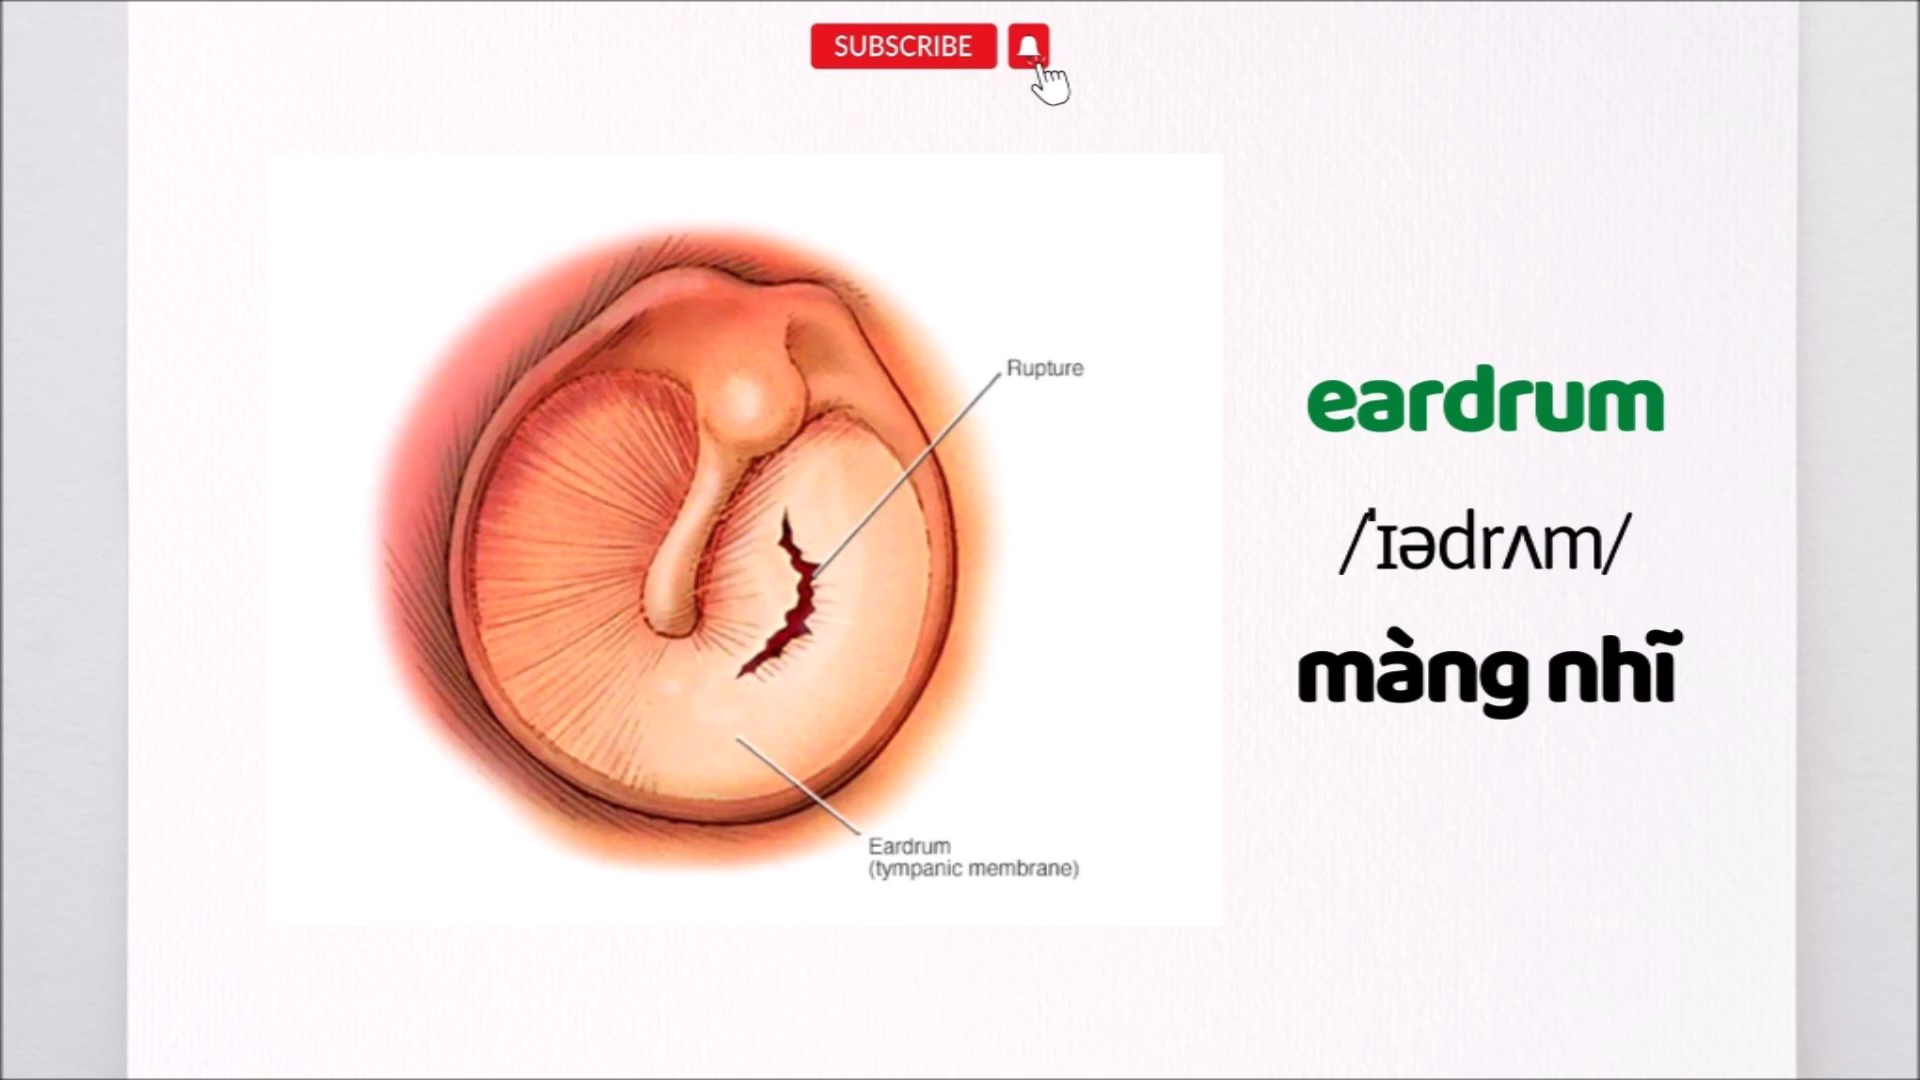 SUBSCRIBE
Rupture
Eardrum
(tympanic membrane)
eardrum
/ˈɪədrʌm/
màng nhĩ